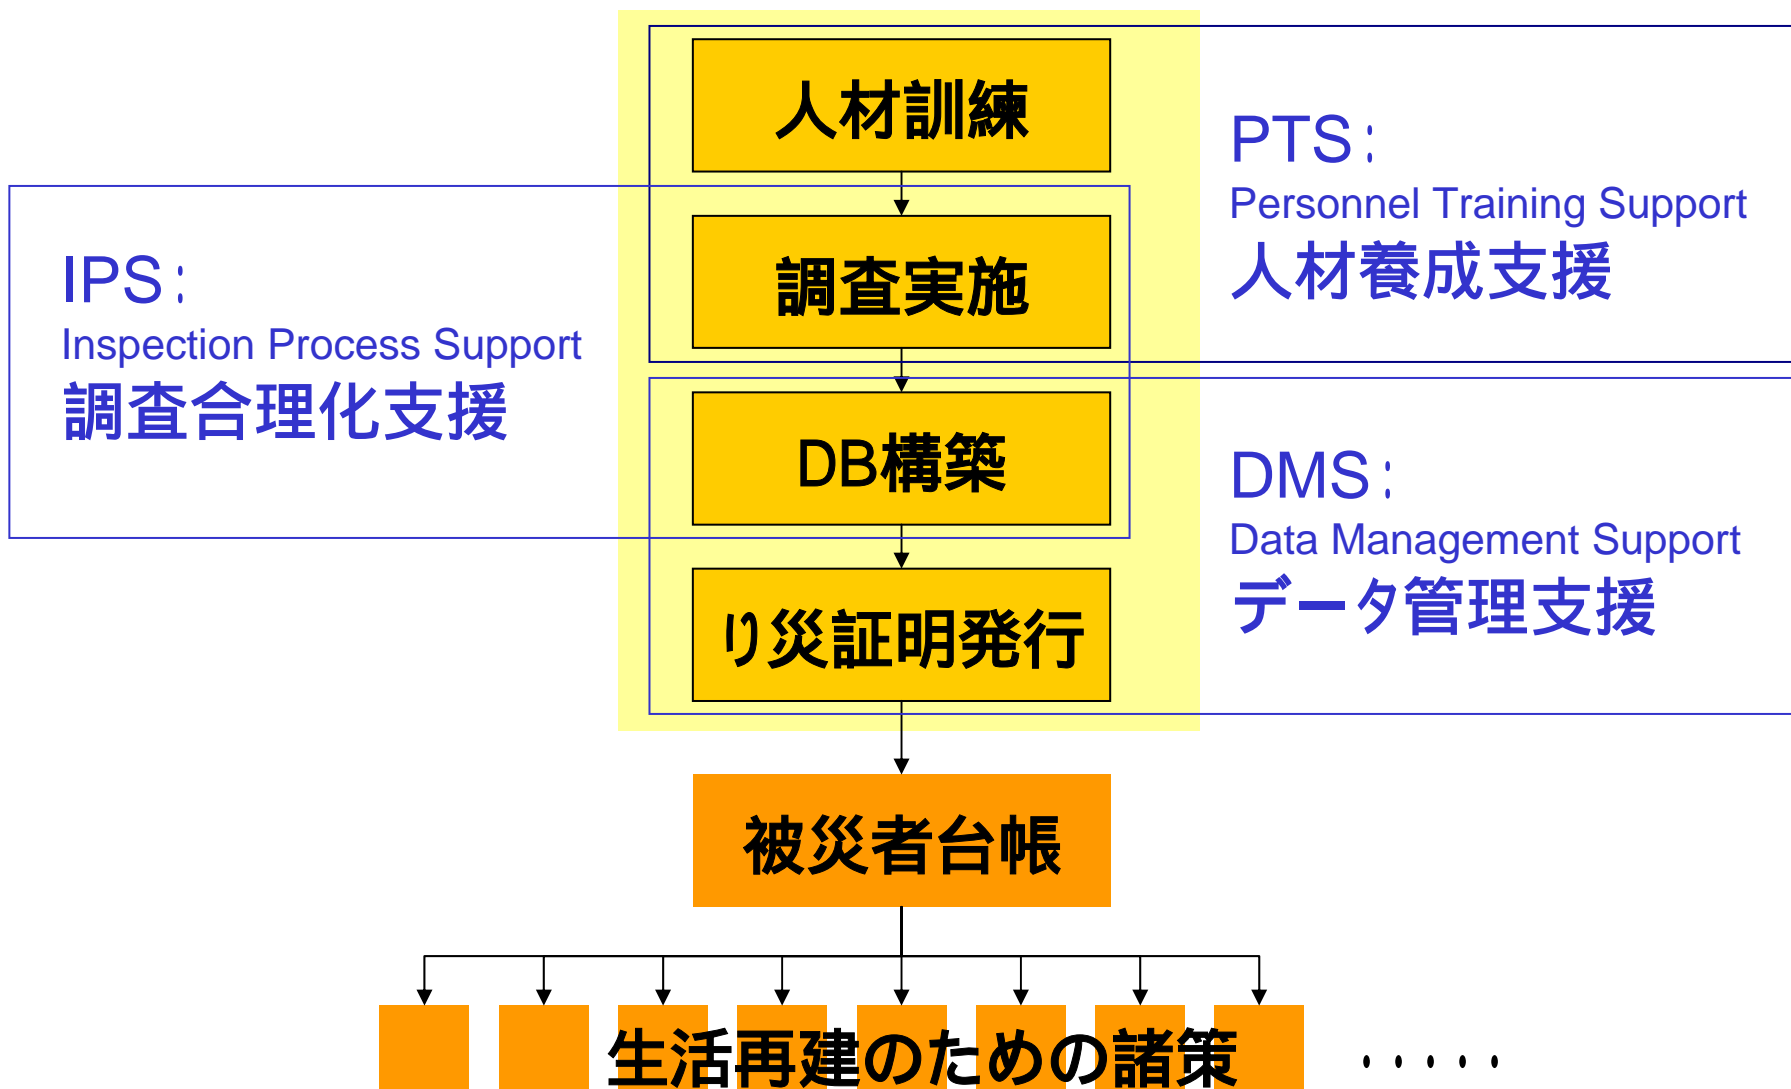 人材訓練
PTS:
Personnel Training Support
人材養成支援
調査実施
IPS:
Inspection Process Support
調査合理化支援
DB構築
DMS:
Data Management Support
データ管理支援
り災証明発行
被災者台帳
生活再建のための諸策 ・・・・・